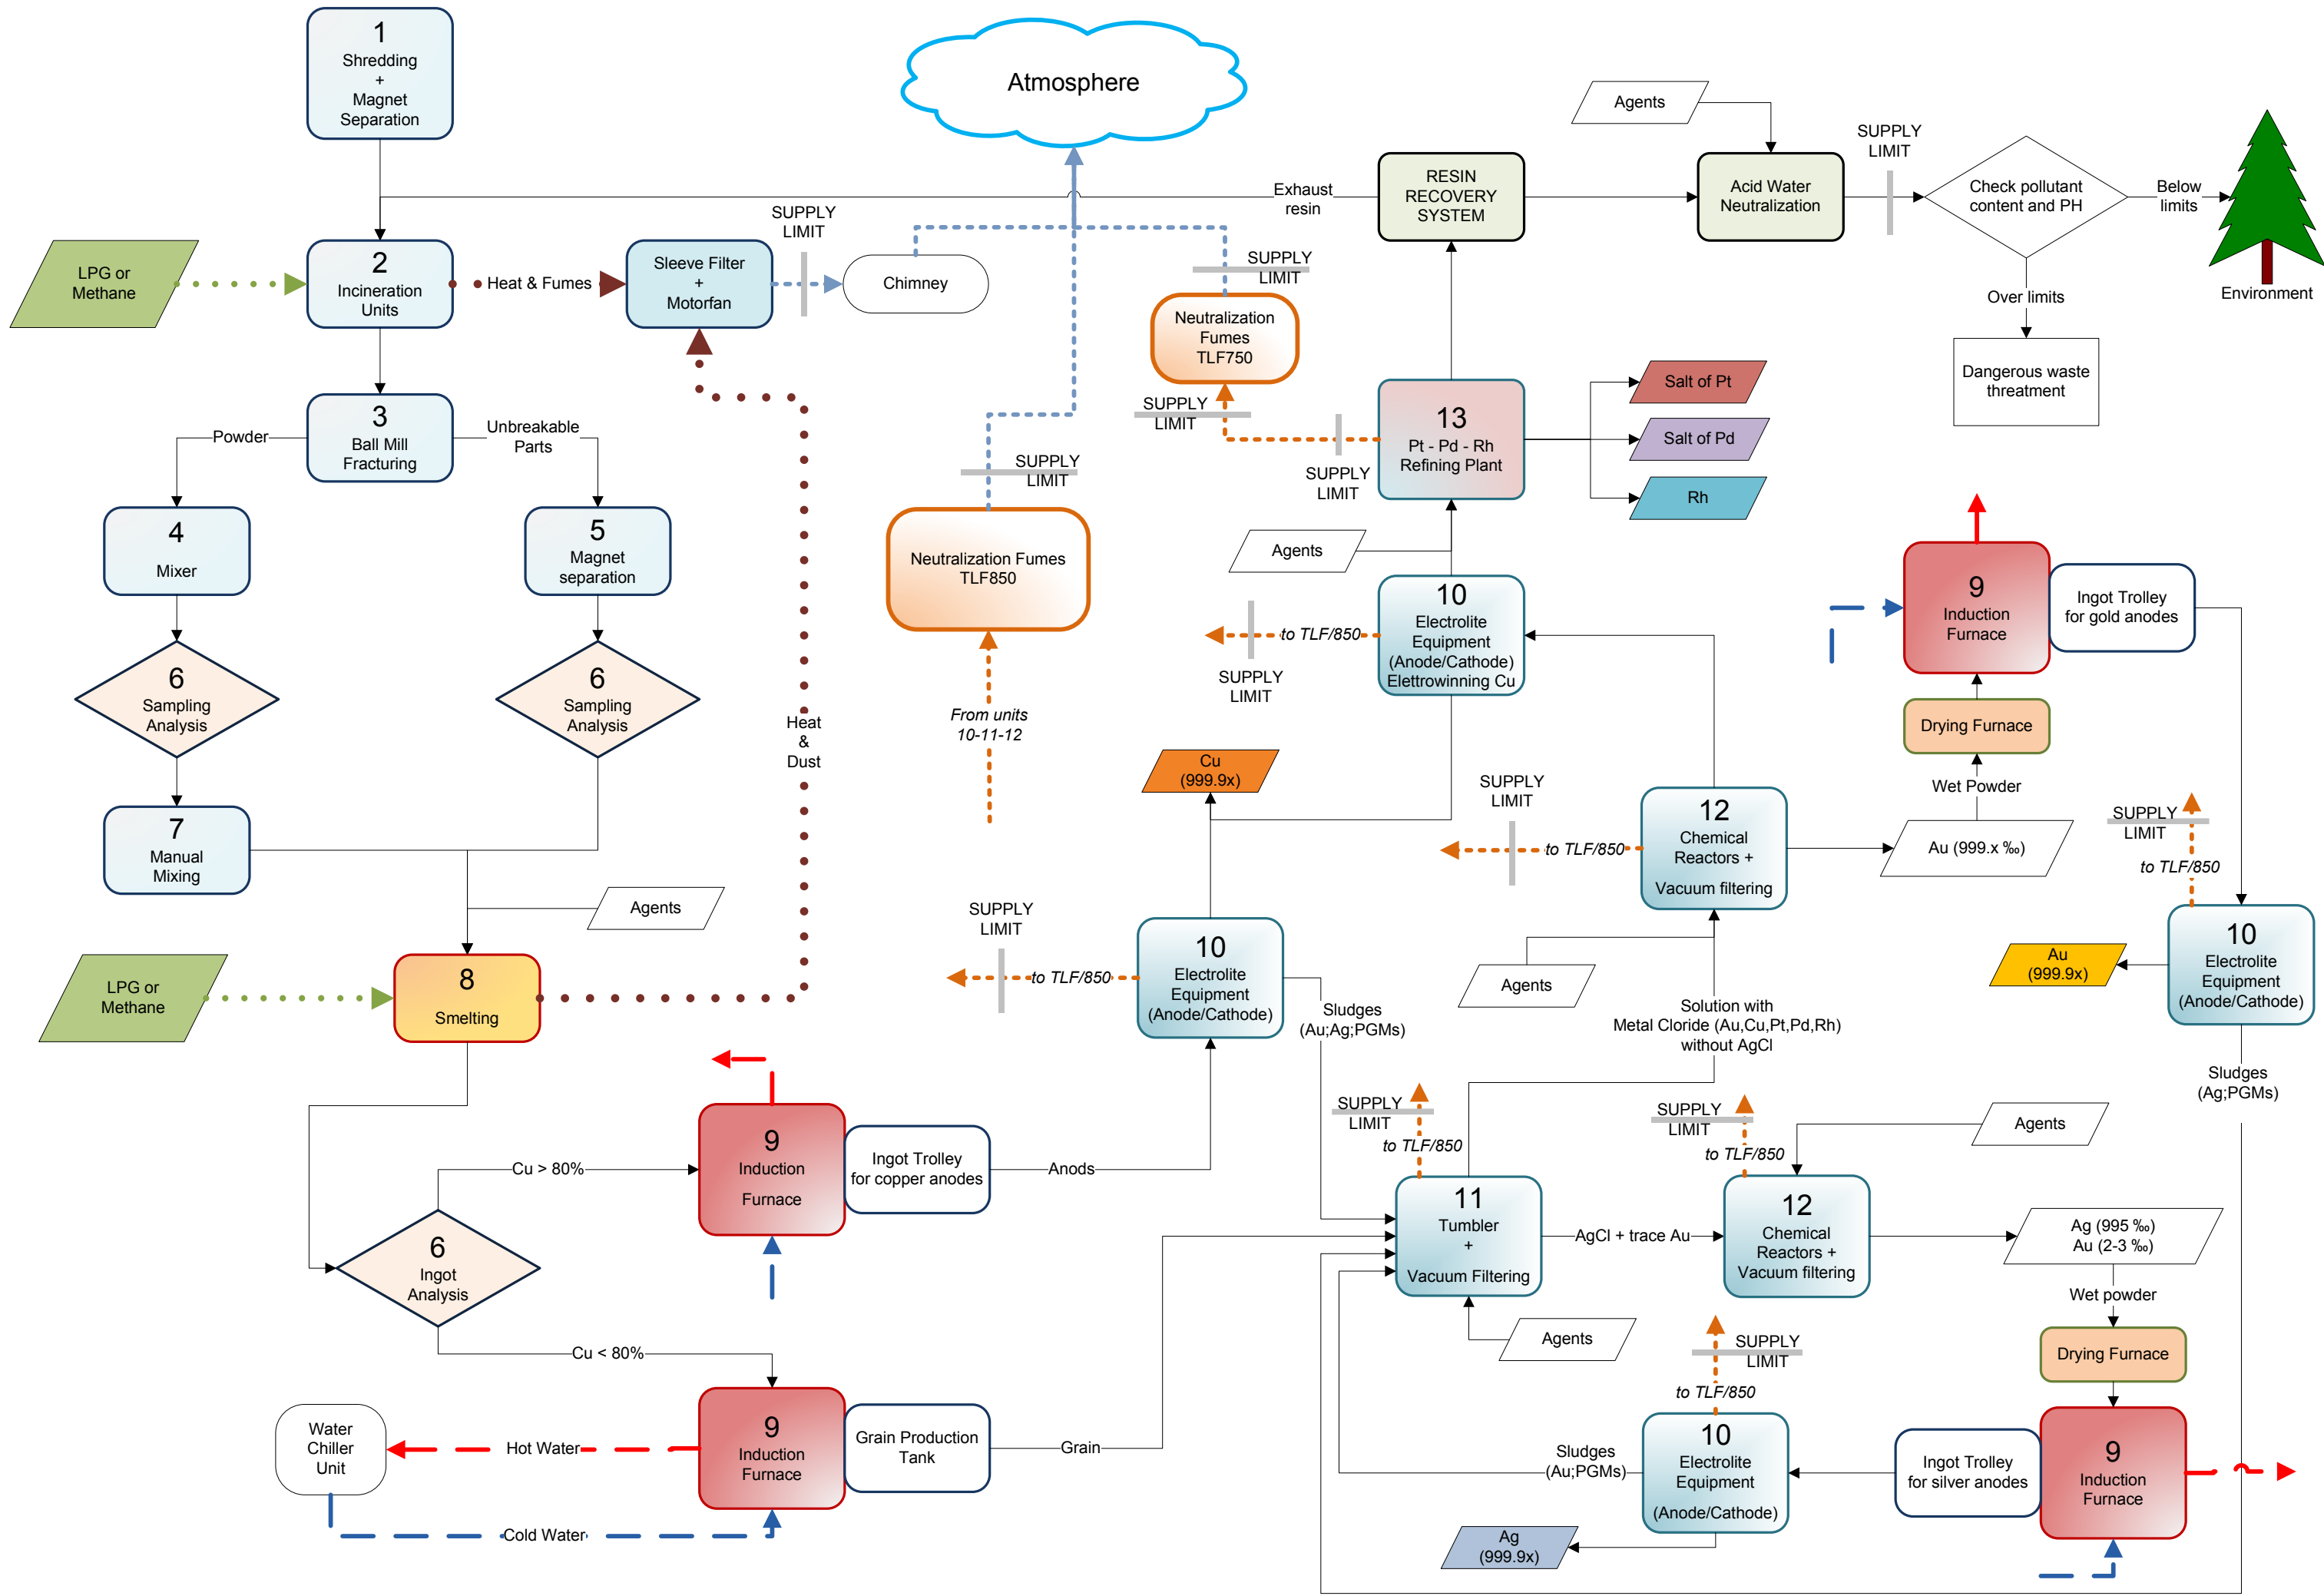 1
Shredding
+
Magnet
Separation
Atmosphere
Agents
SUPPLY
LIMIT
RESIN
RECOVERY
SYSTEM
Acid Water
Neutralization
Check pollutant
content and PH
Below
limits
Environment
Exhaust
resin
SUPPLY
LIMIT
LPG or
Methane
2
Incineration
Units
Heat & Fumes
Sleeve Filter
+
Motorfan
Chimney
SUPPLY
LIMIT
Over limits
Neutralization
Fumes
TLF750
Dangerous waste
threatment
3
Ball Mill
Fracturing
Powder
Unbreakable
Parts
SUPPLY
LIMIT
SUPPLY
LIMIT
13
Pt - Pd - Rh
Refining Plant
Salt of Pt
Salt of Pd
Rh
SUPPLY
LIMIT
4
Mixer
5
Magnet
separation
Neutralization Fumes
TLF850
Agents
9
Induction
Furnace
Ingot Trolley
for gold anodes
10
Electrolite
Equipment
(Anode/Cathode)
Elettrowinning Cu
to TLF/850
SUPPLY
LIMIT
6
Sampling
Analysis
6
Sampling
Analysis
Heat
&
Dust
From units
10-11-12
Drying Furnace
Cu
(999.9x)
SUPPLY
LIMIT
Wet Powder
12
Chemical
Reactors +
Vacuum filtering
to TLF/850
Au (999.x ‰)
SUPPLY
LIMIT
to TLF/850
7
Manual
Mixing
Agents
SUPPLY
LIMIT
10
Electrolite
Equipment
(Anode/Cathode)
to TLF/850
Agents
Au
(999.9x)
10
Electrolite
Equipment
(Anode/Cathode)
LPG or
Methane
8
Smelting
Sludges
(Au;Ag;PGMs)
Solution with
Metal Cloride (Au,Cu,Pt,Pd,Rh)
without AgCl
Sludges
(Ag;PGMs)
SUPPLY
LIMIT
to TLF/850
SUPPLY
LIMIT
to TLF/850
Agents
9
Induction
Furnace
Ingot Trolley
for copper anodes
Cu > 80%
Anods
11
Tumbler
+
Vacuum Filtering
AgCl + trace Au
12
Chemical
Reactors +
Vacuum filtering
Ag (995 ‰)
Au (2-3 ‰)
6
Ingot
Analysis
Wet powder
Agents
SUPPLY
LIMIT
to TLF/850
Drying Furnace
Cu < 80%
Water
Chiller
Unit
Hot Water
9
Induction
Furnace
Grain Production
Tank
Grain
Sludges
(Au;PGMs)
10
Electrolite
Equipment
(Anode/Cathode)
Ingot Trolley
for silver anodes
9
Induction
Furnace
Cold Water
Ag
(999.9x)